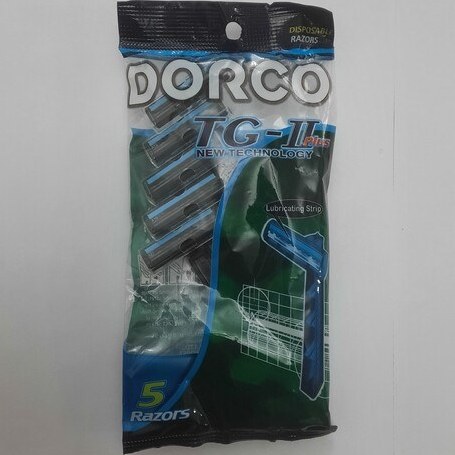 DISPOSABLE
RAZORS
DORCO
TG-II Plus
NEW TECHNOLOGY
Lubricating Strip
5
Razors